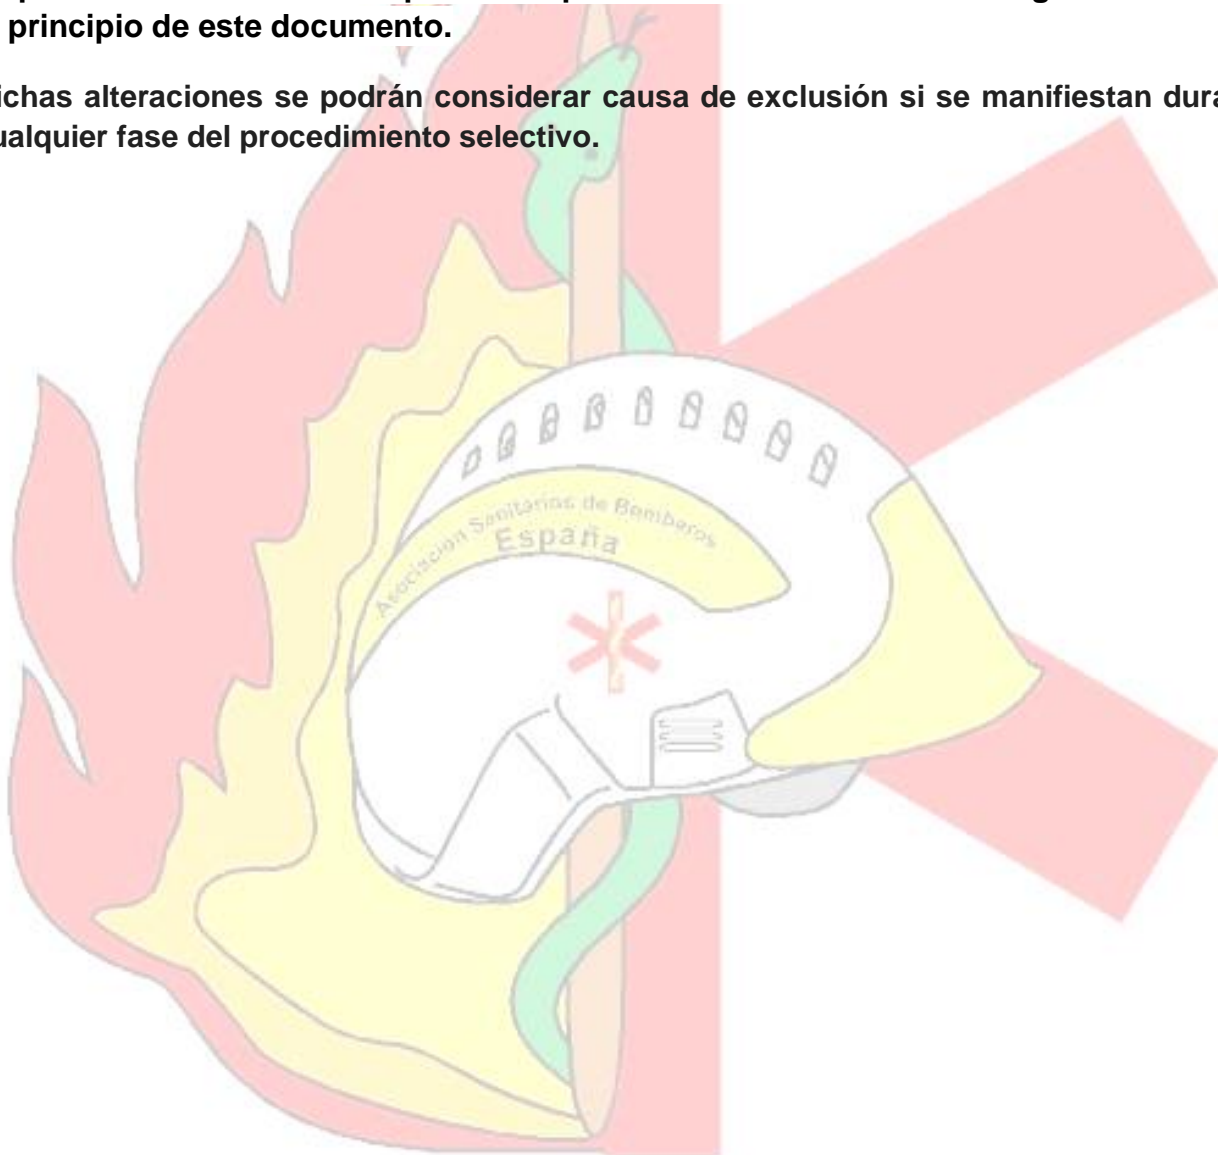 principio de este documento.
ichas alteraciones se podrán considerar causa de exclusión si se manifiestan dura
ualquier fase del procedimiento selectivo.
Asociacion Sanitarios de Bomberos
España